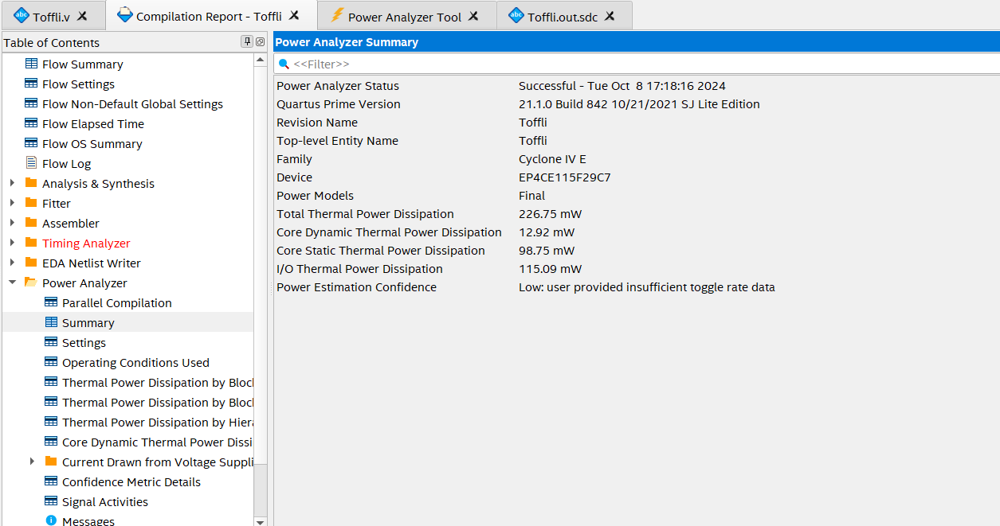 Toffli.v
Compilation Report - Toffli
Power Analyzer Tool
Toffli.out.sdc
Table of Contents
Flow Summary
Flow Settings
Flow Non-Default Global Settings
Flow Elapsed Time
Flow OS Summary
Flow Log
Analysis & Synthesis
Fitter
Assembler
Timing Analyzer
EDA Netlist Writer
Power Analyzer
Parallel Compilation
Summary
Settings
Operating Conditions Used
Thermal Power Dissipation by Bloc
Thermal Power Dissipation by Bloc
Thermal Power Dissipation by Hier
Core Dynamic Thermal Power Dissi
Current Drawn from Voltage Suppli
Confidence Metric Details
Signal Activities
Messages
Power Analyzer Summary
<<Filter>>
Power Analyzer Status Successful - Tue Oct  8 17:18:16 2024
Quartus Prime Version 21.1.0 Build 842 10/21/2021 SJ Lite Edition
Revision Name Toffli
Top-level Entity Name Toffli
Family Cyclone IV E
Device EP4CE115F29C7
Power Models Final
Total Thermal Power Dissipation 226.75 mW
Core Dynamic Thermal Power Dissipation 12.92 mW
Core Static Thermal Power Dissipation 98.75 mW
I/O Thermal Power Dissipation 115.09 mW
Power Estimation Confidence Low: user provided insufficient toggle rate data